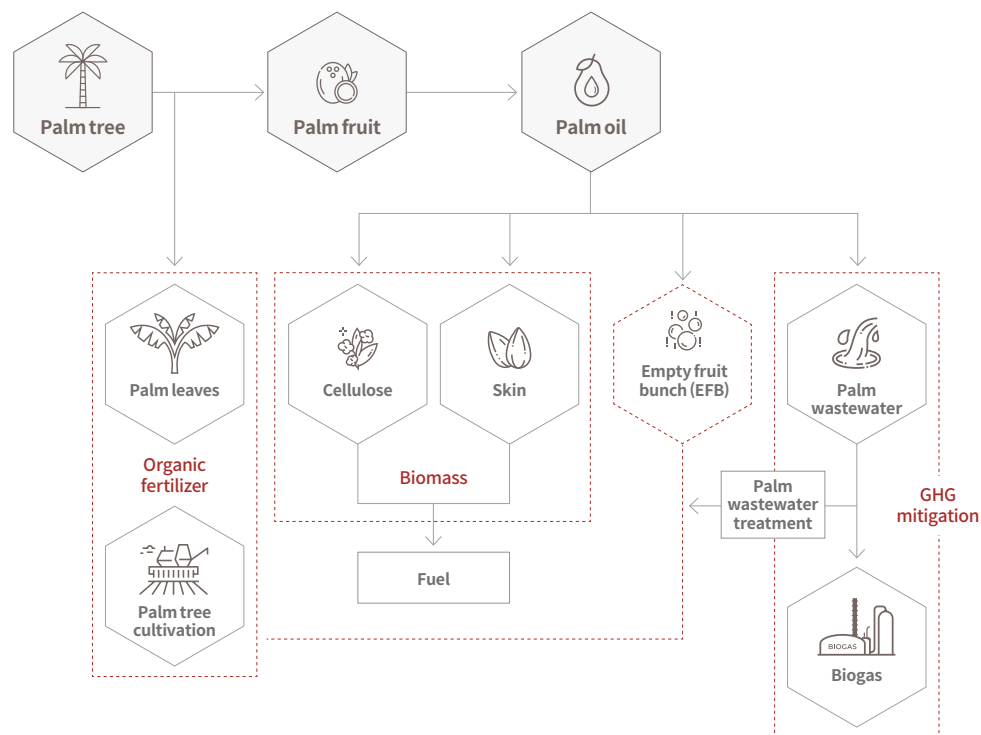 Palm tree
Palm fruit
Palm oil
Palm leaves
Cellulose
Skin
Empty fruit
bunch (EFB)
Palm
wastewater
Organic
fertilizer
Biomass
Palm
wastewater
treatment
GHG
mitigation
Fuel
Palm tree
cultivation
BIOGAS
Biogas